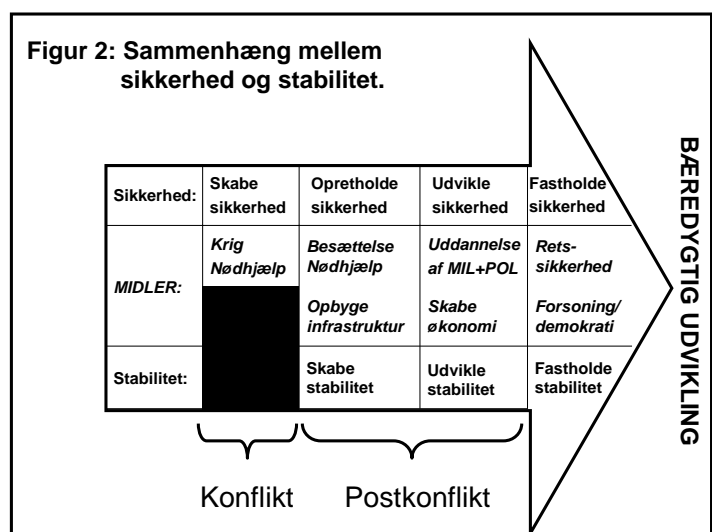 Figur 2: Sammenhæng mellem
sikkerhed og stabilitet.
Sikkerhed:
Skabe
sikkerhed
Opretholde
sikkerhed
Udvikle
sikkerhed
Fastholde
sikkerhed
MIDLER:
Krig
Nødhjælp
Besættelse
Nødhjælp
Opbyge
infrastruktur
Uddannelse
af MIL+POL
Skabe
økonomi
Rets-
sikkerhed
Forsoning/
demokrati
Stabilitet:
Skabe
stabilitet
Udvikle
stabilitet
Fastholde
stabilitet
Konflikt
Postkonflikt
BÆREDYGTIG UDVIKLING